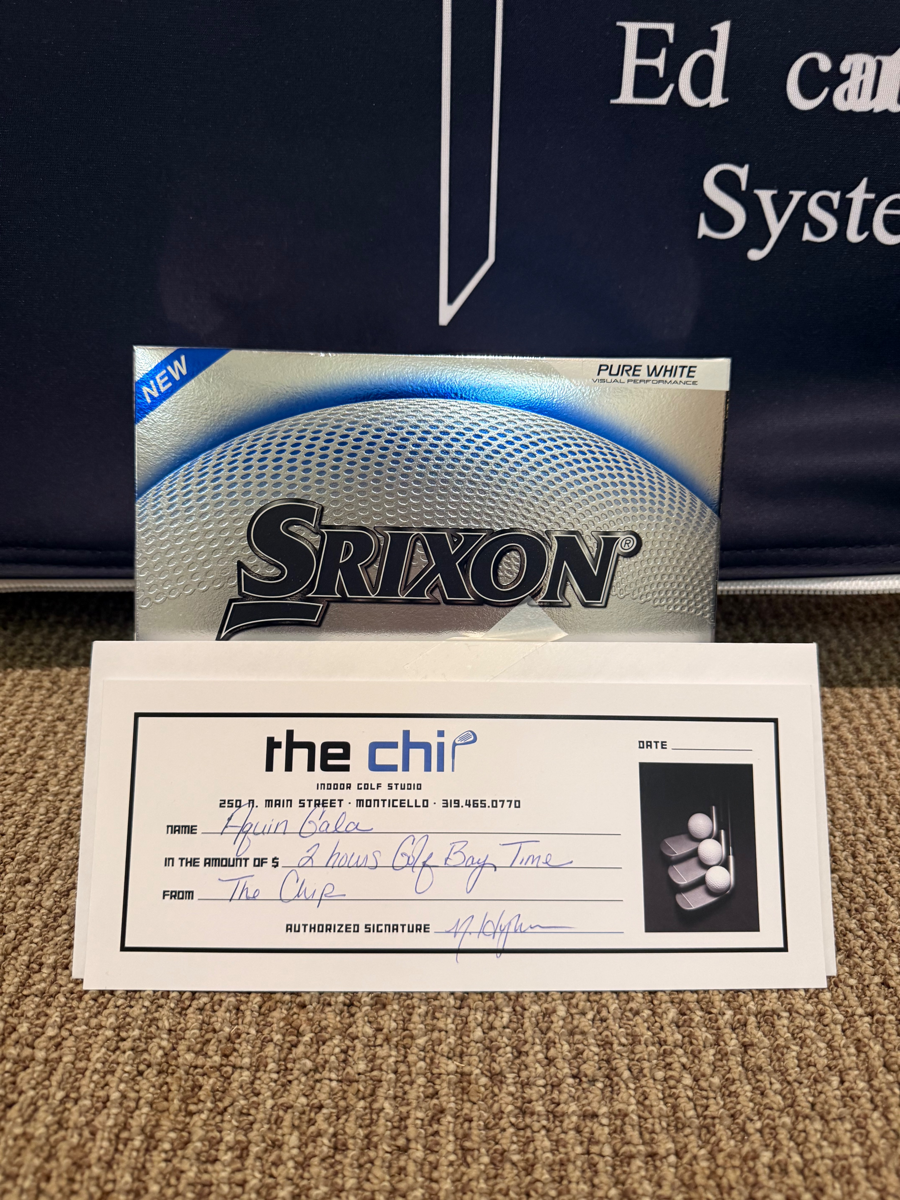 Ed
Syste
NEW
PURE WHITE
VISUAL PERFORMANCE
SRIXON®
the chip
DATE
INDOOR GOLF STUDIO
250 N. MAIN STREET · MONTICELLO · 319.465.0770
NAME Aquin Gala
IN THE AMOUNT OF $ 2 hours Golf Bay Time
FROM The Chip
AUTHORIZED SIGNATURE